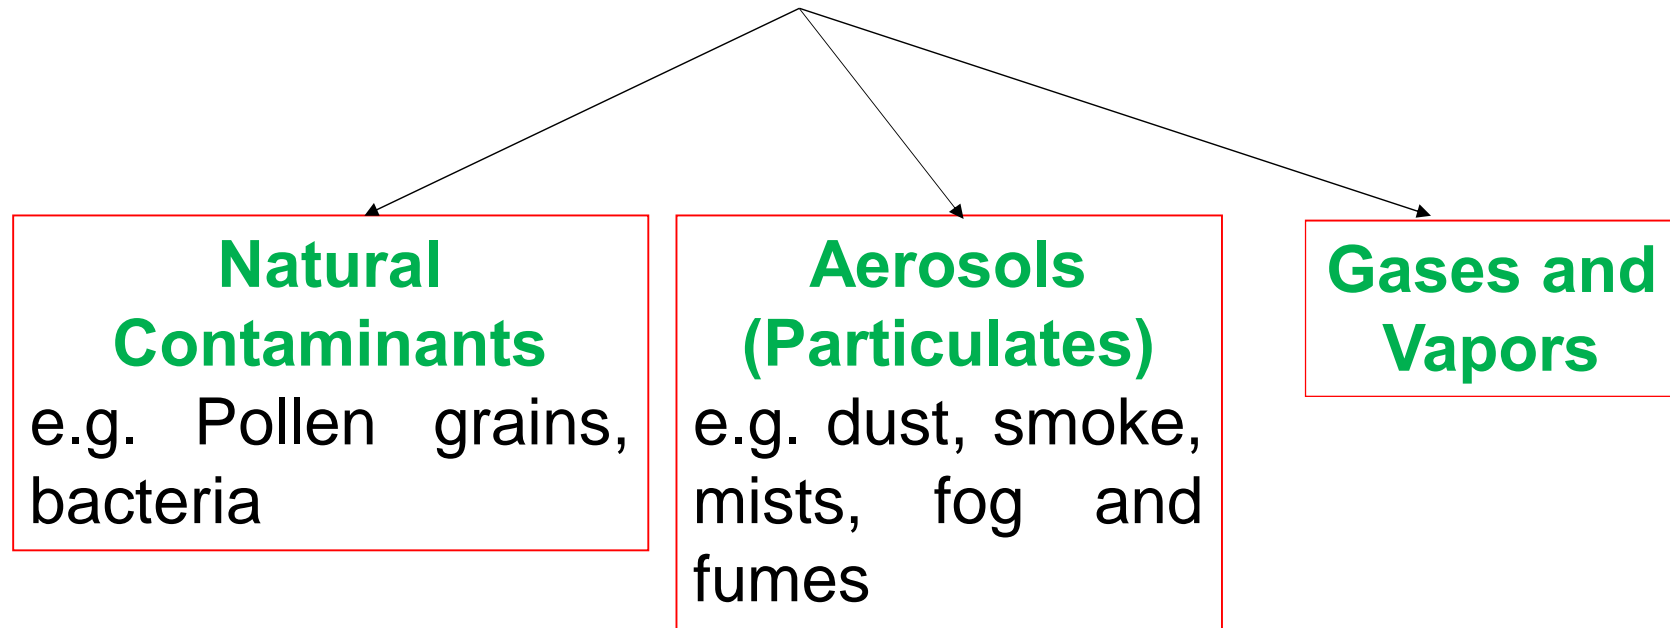 Natural
Contaminants
e.g. Pollen grains,
bacteria
Aerosols
(Particulates)
e.g. dust, smoke,
mists, fog and
fumes
Gases and
Vapors